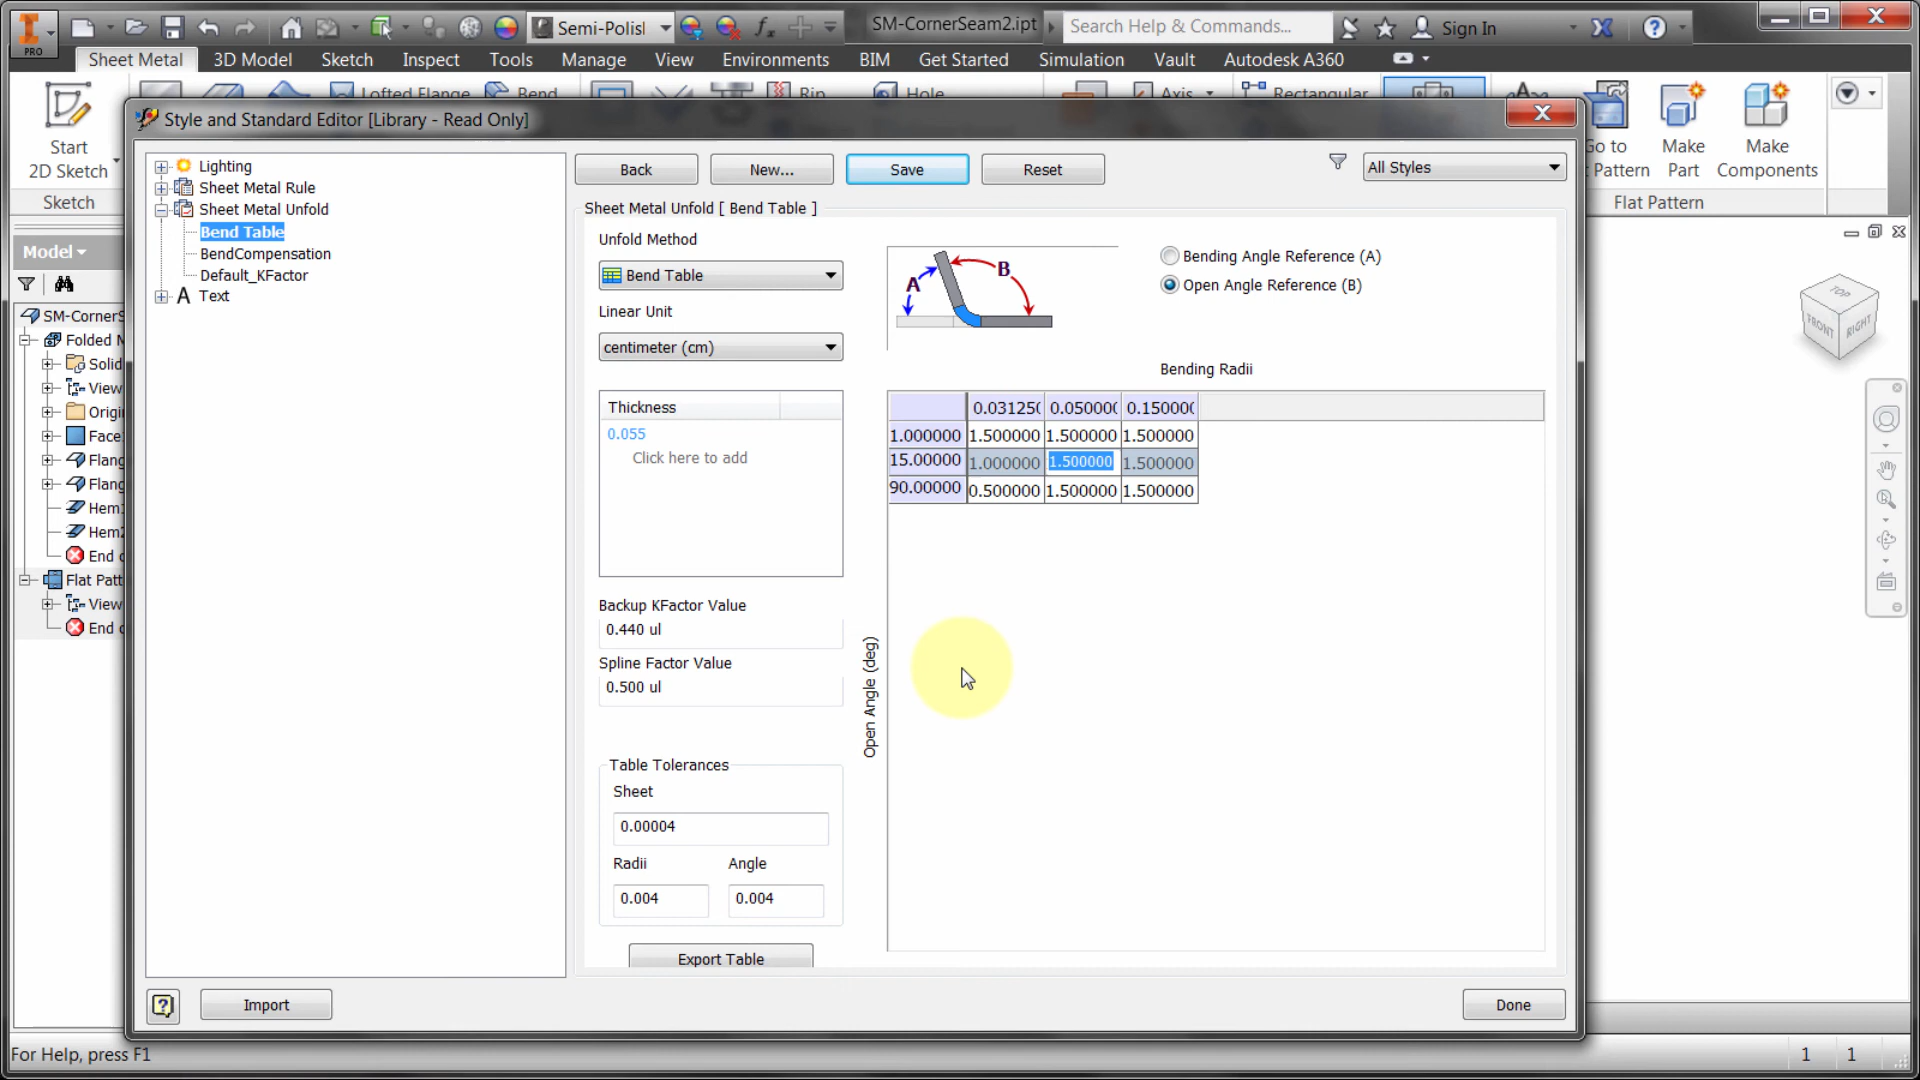 PRO
Semi-Polisl
SM-CornerSeam2.ipt
Search Help & Commands...
Sign In
Sheet Metal
3D Model
Sketch
Inspect
Tools
Manage
View
Environments
BIM
Get Started
Simulation
Vault
Autodesk A360
Start
2D Sketch
Sketch
Lofted Flange
Bend
Rip
Hole
Axis
Rectangular
Go to
Pattern
Make
Part
Make
Components
Flat Pattern
Style and Standard Editor [Library - Read Only]
Model
SM-CornerS
Folded M
Solid
View
Origi
Face
Flang
Flang
Hem1
Hem2
End o
Flat Patt
View
End o
Lighting
Sheet Metal Rule
Sheet Metal Unfold
Bend Table
BendCompensation
Default_KFactor
A Text
Back
New...
Save
Reset
All Styles
Sheet Metal Unfold [ Bend Table ]
Unfold Method
Bend Table
Linear Unit
centimeter (cm)
Thickness
0.055
Click here to add
Backup KFactor Value
0.440 ul
Spline Factor Value
0.500 ul
Table Tolerances
Sheet
0.00004
Radii
Angle
0.004
0.004
Export Table
A
B
Bending Angle Reference (A)
Open Angle Reference (B)
Bending Radii
0.03125( 0.05000( 0.15000(
1.000000 1.500000 1.500000 1.500000
15.00000 1.000000 1.500000 1.500000
90.00000 0.500000 1.500000 1.500000
Open Angle (deg)
Import
Done
TOP
FRONT
RIGHT
For Help, press F1
1
1